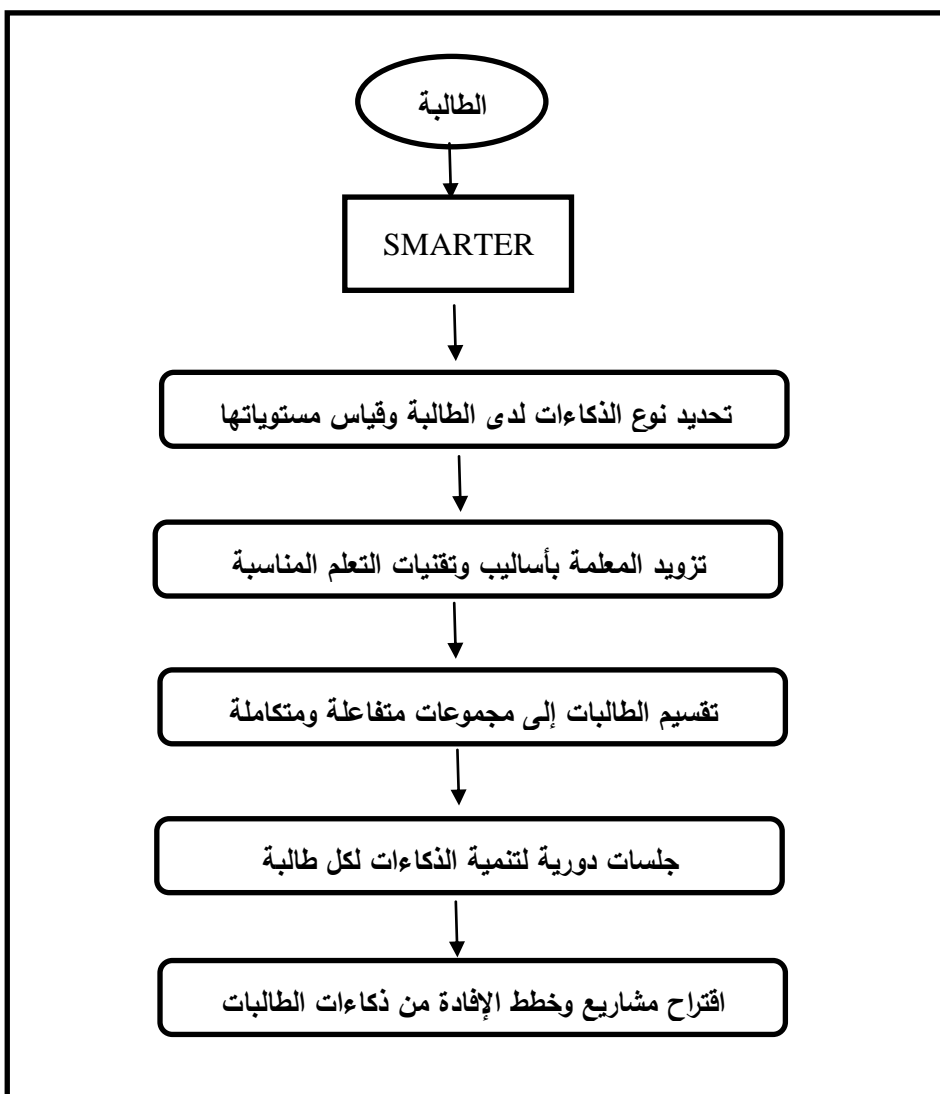 الطالبة
SMARTER
تحديد نوع الذكاءات لدى الطالبة وقياس مستوياتها
تزويد المعلمة بأساليب وتقنيات التعلم المناسبة
تقسيم الطالبات إلى مجموعات متفاعلة ومتكاملة
جلسات دورية لتنمية الذكاءات لكل طالبة
اقتراح مشاريع وخطط الإفادة من ذكاءات الطالبات